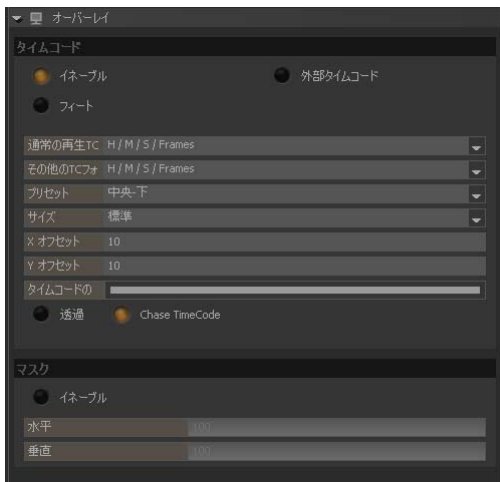 オーバーレイ
タイムコード
イネーブル 外部タイムコード
フィート
通常の再生TC H / M / S / Frames
その他のTCフォ H / M / S / Frames
プリセット 中央-下
サイズ 標準
X オフセット 10
Y オフセット 10
タイムコードの
透過 Chase TimeCode
マスク
イネーブル
水平 100
垂直 100